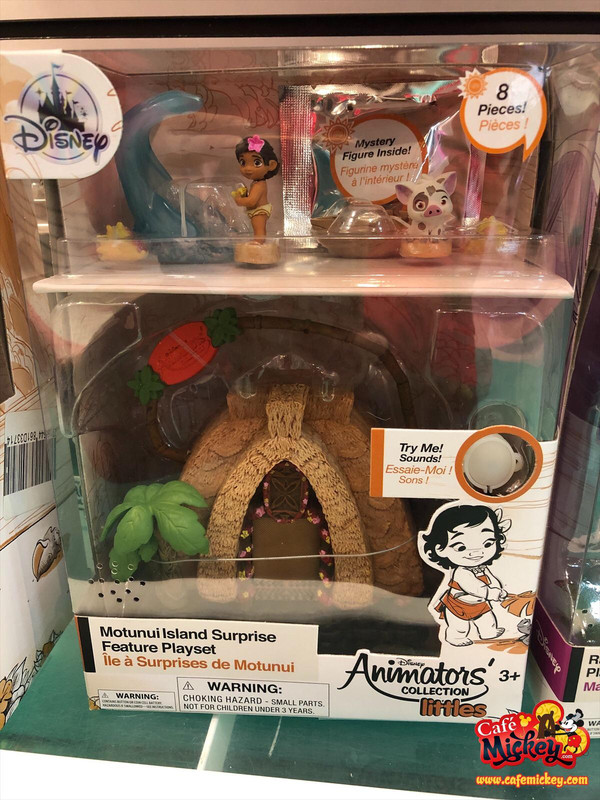 Disney
8
Pieces!
Pièces !
Mystery
Figure Inside!
Figurine mystère
à l'intérieur !
Try Me!
Sounds!
Essaie-Moi !
Sons !
Motunui Island Surprise
Feature Playset
Île à Surprises de Motunui
WARNING:
WARNING:
CHOKING HAZARD - SMALL PARTS.
NOT FOR CHILDREN UNDER 3 YEARS.
Disney
Animators'
COLLECTION
littles
3+
Disney
Café
Mickey
.com
www.cafemickey.com